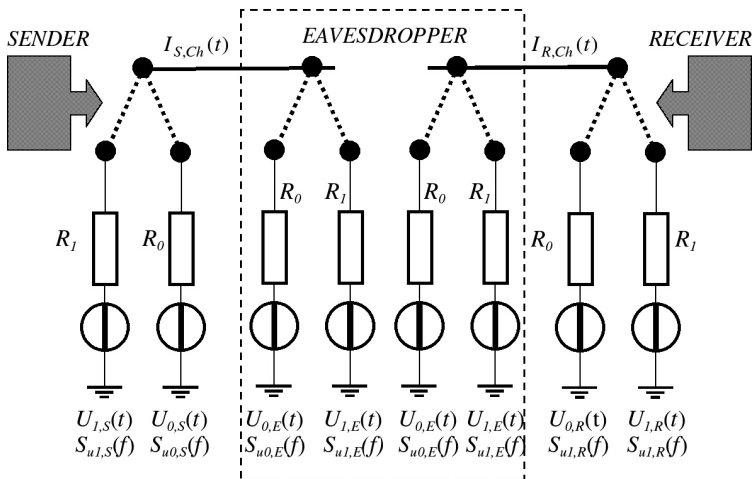 SENDER I_{S,Ch}(t) EAVESDROPPER I_{R,Ch}(t) RECEIVER
R_1 R_0 R_0 R_1 R_0 R_1 R_0 R_1
U_{1,S}(t) U_{0,S}(t) U_{0,E}(t) U_{1,E}(t) U_{0,E}(t) U_{1,E}(t) U_{0,R}(t) U_{1,R}(t)
S_{u1,S}(f) S_{u0,S}(f) S_{u0,E}(f) S_{u1,E}(f) S_{u0,E}(f) S_{u1,E}(f) S_{u1,R}(f) S_{u1,R}(f)